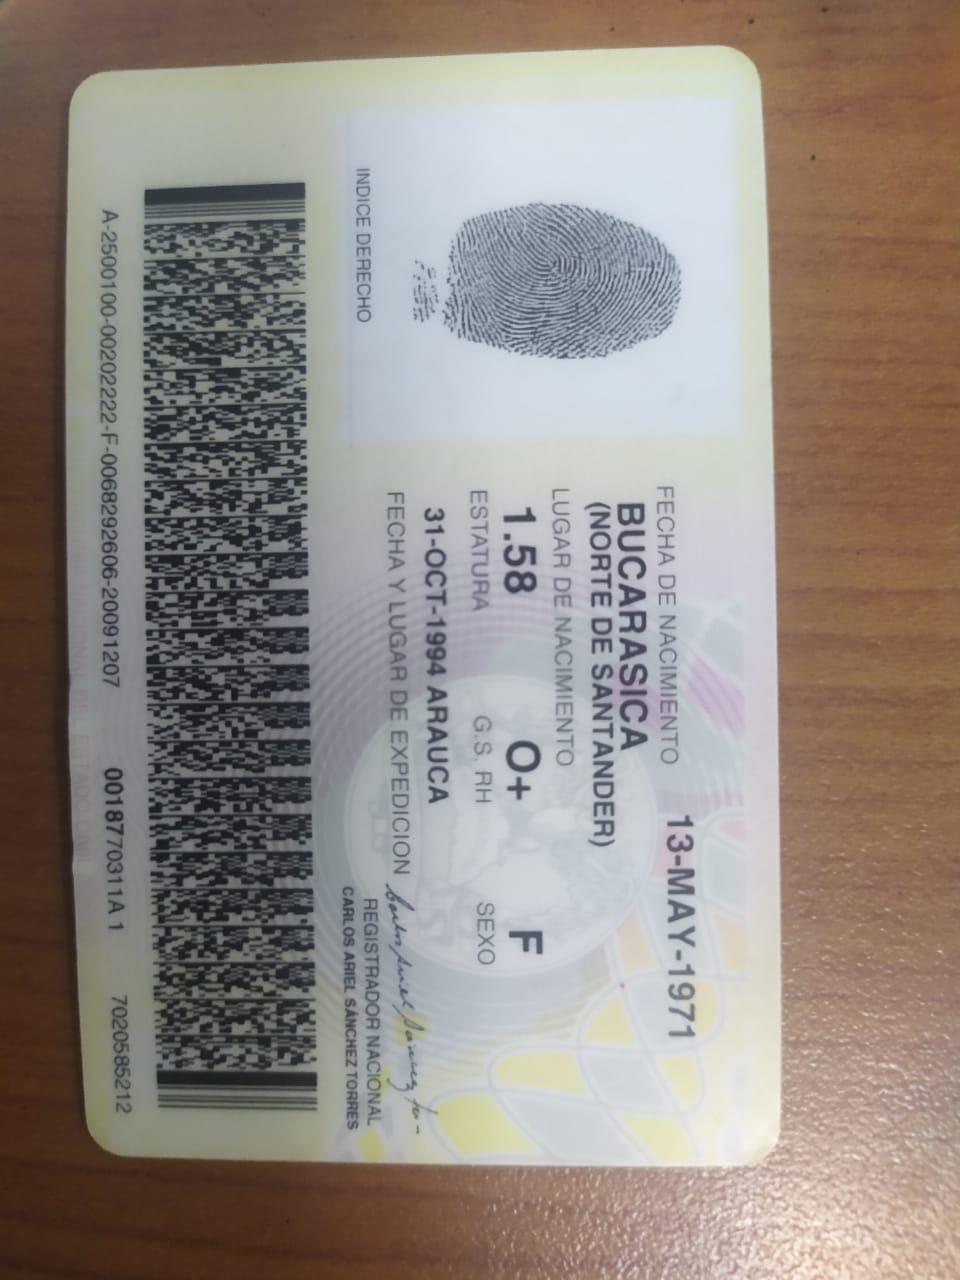 FECHA DE NACIMIENTO 13-MAY-1971
BUCARASICA
(NORTE DE SANTANDER)
LUGAR DE NACIMIENTO
1.58 O+ F
ESTATURA G.S. RH SEXO
31-OCT-1994 ARAUCA
FECHA Y LUGAR DE EXPEDICION
INDICE DERECHO
REGISTRADOR NACIONAL
CARLOS ARIEL SÁNCHEZ TORRES
A-2500100-00202222-F-0068292606-20091207 0018770311A 1 7020585212